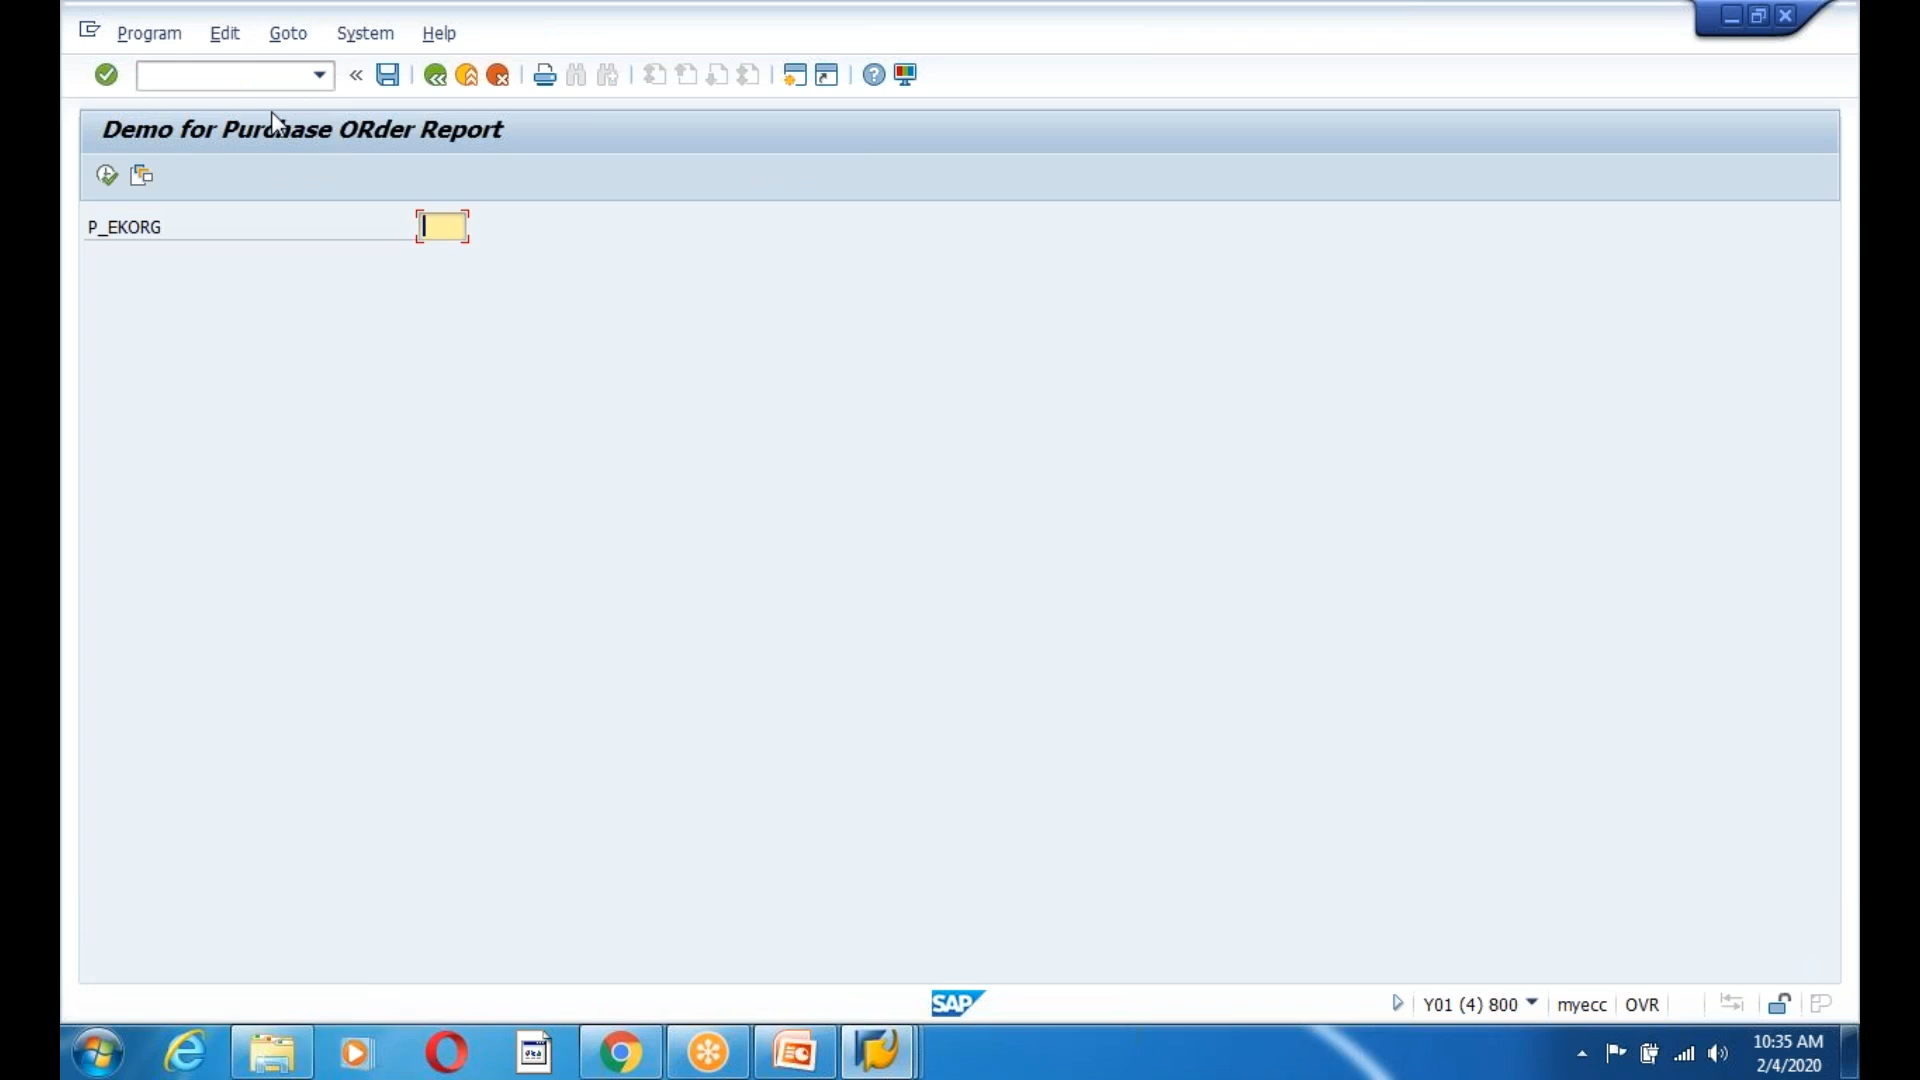 Program Edit Goto System Help
Demo for Purchase ORder Report
P_EKORG
SAP
Y01 (4) 800 myecc OVR
10:35 AM
2/4/2020